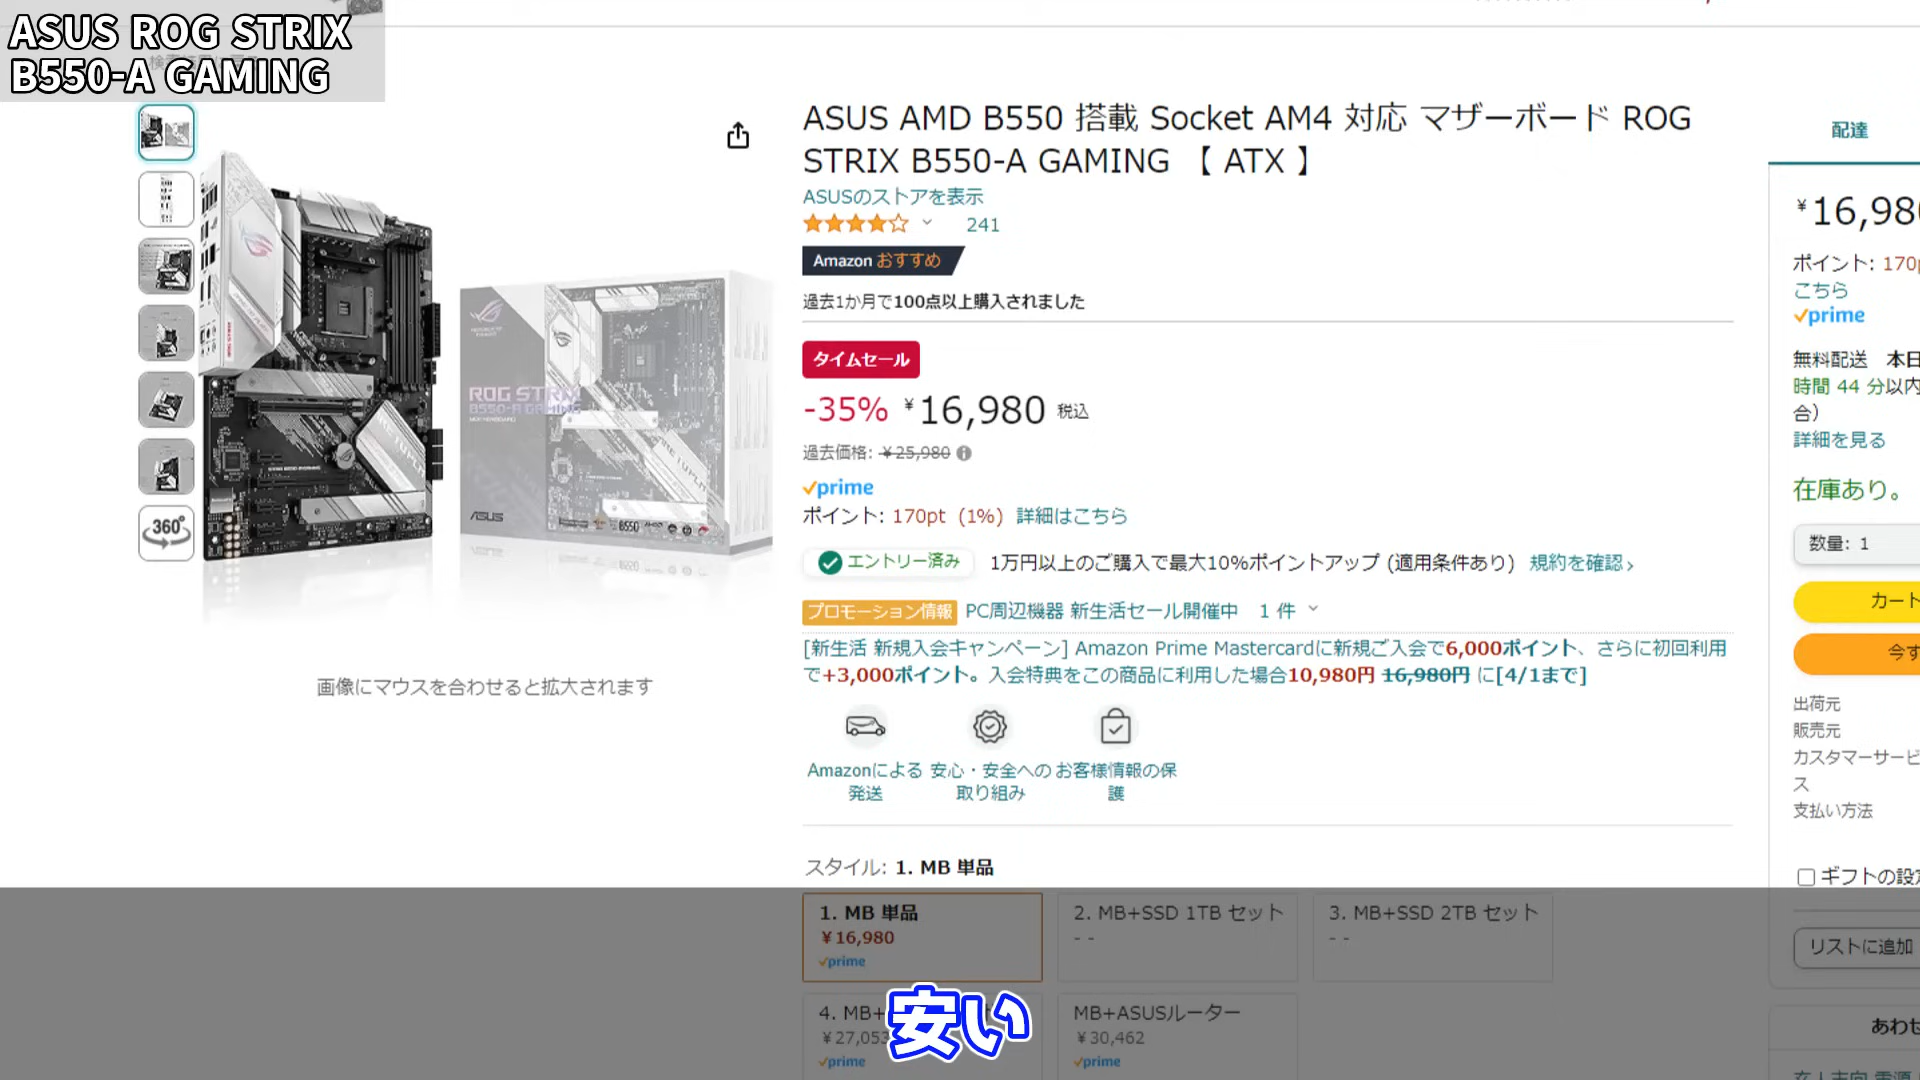 ASUS ROG STRIX
B550-A GAMING
ASUS AMD B550 搭載 Socket AM4 対応 マザーボード ROG
STRIX B550-A GAMING 【 ATX 】
ASUSのストアを表示
241
Amazon おすすめ
過去1か月で100点以上購入されました
タイムセール
-35% ¥16,980 税込
過去価格: ¥25,980
prime
ポイント: 170pt (1%) 詳細はこちら
エントリー済み 1万円以上のご購入で最大10%ポイントアップ (適用条件あり) 規約を確認
プロモーション情報 PC周辺機器 新生活セール開催中 1 件
[新生活 新規入会キャンペーン] Amazon Prime Mastercardに新規ご入会で6,000ポイント、さらに初回利用
で+3,000ポイント。入会特典をこの商品に利用した場合10,980円 16,980円 に[4/1まで]
Amazonによる
発送
安心・安全への
取り組み
お客様情報の保
護
スタイル: 1. MB 単品
1. MB 単品
¥16,980
prime
2. MB+SSD 1TB セット
- -
3. MB+SSD 2TB セット
- -
4. MB+
¥27,053
prime
MB+ASUSルーター
¥30,462
prime
安い
360°
ROG STRIX
B550-A GAMING
ASUS
B550
画像にマウスを合わせると拡大されます
配達
¥16,980
ポイント: 170p
こちら
prime
無料配送 本日
時間 44 分以内
合)
詳細を見る
在庫あり。
数量: 1
カート
今す
出荷元
販売元
カスタマーサービ
ス
支払い方法
ギフトの設定
リストに追加
あわせ